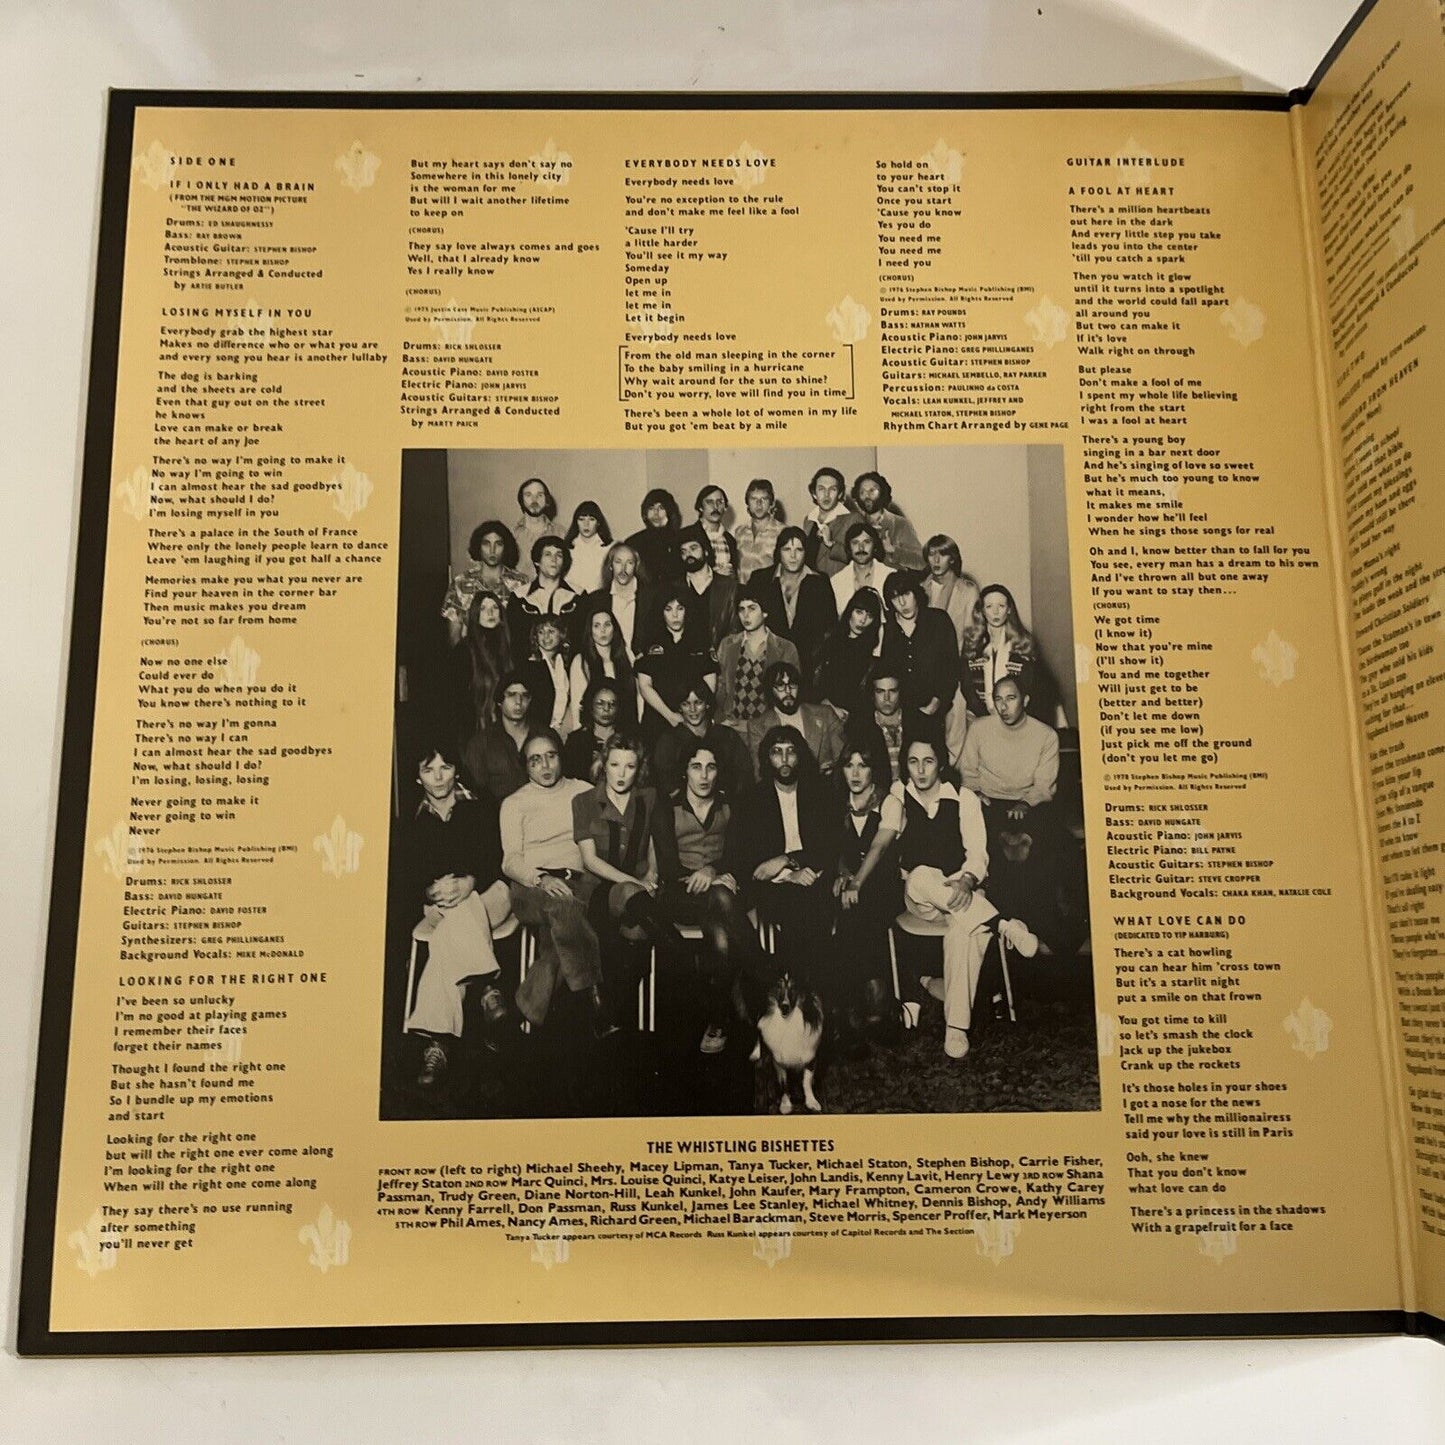 SIDE ONE
IF I ONLY HAD A BRAIN
(FROM THE MGM MOTION PICTURE
"THE WIZARD OF OZ")
Drums: ED SHAUGHNESSY
Bass: RAY BROWN
Acoustic Guitar: STEPHEN BISHOP
Tromblone: STEPHEN BISHOP
Strings Arranged & Conducted
by ARTIE BUTLER
LOSING MYSELF IN YOU
Everybody grab the highest star
Makes no difference who or what you are
and every song you hear is another lullaby
The dog is barking
and the sheets are cold
Even that guy out on the street
he knows
Love can make or break
the heart of any Joe
There's no way I'm going to make it
No way I'm going to win
I can almost hear the sad goodbyes
Now, what should I do?
I'm losing myself in you
There's a palace in the South of France
Where only the lonely people learn to dance
Leave 'em laughing if you got half a chance
Memories make you what you never are
Find your heaven in the corner bar
Then music makes you dream
You're not so far from home
(CHORUS)
Now no one else
Could ever do
What you do when you do it
You know there's nothing to it
There's no way I'm gonna
There's no way I can
I can almost hear the sad goodbyes
Now, what should I do?
I'm losing, losing, losing
Never going to make it
Never going to win
Never
© 1976 Stephen Bishop Music Publishing (BMI)
Used by Permission. All Rights Reserved
Drums: RICK SHLOSSER
Bass: DAVID HUNGATE
Electric Piano: DAVID FOSTER
Guitars: STEPHEN BISHOP
Synthesizers: GREG PHILLINGANES
Background Vocals: MIKE McDONALD
LOOKING FOR THE RIGHT ONE
I've been so unlucky
I'm no good at playing games
I remember their faces
forget their names
Thought I found the right one
But she hasn't found me
So I bundle up my emotions
and start
Looking for the right one
but will the right one ever come along
I'm looking for the right one
When will the right one come along
They say there's no use running
after something
you'll never get
But my heart says don't say no
Somewhere in this lonely city
is the woman for me
But will I wait another lifetime
to keep on
(CHORUS)
They say love always comes and goes
Well, that I already know
Yes I really know
(CHORUS)
© 1975 Justin Case Music Publishing (ASCAP)
Used by Permission. All Rights Reserved
Drums: RICK SHLOSSER
Bass: DAVID HUNGATE
Acoustic Piano: DAVID FOSTER
Electric Piano: JOHN JARVIS
Acoustic Guitars: STEPHEN BISHOP
Strings Arranged & Conducted
by MARTY PAICH
EVERYBODY NEEDS LOVE
Everybody needs love
You're no exception to the rule
and don't make me feel like a fool
'Cause I'll try
a little harder
You'll see it my way
Someday
Open up
let me in
let me in
Let it begin
Everybody needs love
From the old man sleeping in the corner
To the baby smiling in a hurricane
Why wait around for the sun to shine?
Don't you worry, love will find you in time
There's been a whole lot of women in my life
But you got 'em beat by a mile
So hold on
to your heart
You can't stop it
Once you start
'Cause you know
Yes you do
You need me
You need me
I need you
(CHORUS)
© 1976 Stephen Bishop Music Publishing (BMI)
Used by Permission. All Rights Reserved
Drums: RAY POUNDS
Bass: NATHAN WATTS
Acoustic Piano: JOHN JARVIS
Electric Piano: GREG PHILLINGANES
Acoustic Guitar: STEPHEN BISHOP
Guitars: MICHAEL SEMBELLO, RAY PARKER
Percussion: PAULINHO da COSTA
Vocals: LEAH KUNKEL, JEFFREY AND
MICHAEL STATON, STEPHEN BISHOP
Rhythm Chart Arranged by GENE PAGE
GUITAR INTERLUDE
A FOOL AT HEART
There's a million heartbeats
out here in the dark
And every little step you take
leads you into the center
'till you catch a spark
Then you watch it glow
until it turns into a spotlight
and the world could fall apart
all around you
But two can make it
If it's love
Walk right on through
But please
Don't make a fool of me
I spent my whole life believing
right from the start
I was a fool at heart
There's a young boy
singing in a bar next door
And he's singing of love so sweet
But he's much too young to know
what it means,
It makes me smile
I wonder how he'll feel
When he sings those songs for real
Oh and I, know better than to fall for you
You see, every man has a dream to his own
And I've thrown all but one away
If you want to stay then...
(CHORUS)
We got time
(I know it)
Now that you're mine
(I'll show it)
You and me together
Will just get to be
(better and better)
Don't let me down
(if you see me low)
Just pick me off the ground
(don't you let me go)
© 1978 Stephen Bishop Music Publishing (BMI)
Used by Permission. All Rights Reserved
Drums: RICK SHLOSSER
Bass: DAVID HUNGATE
Acoustic Piano: JOHN JARVIS
Electric Piano: BILL PAYNE
Acoustic Guitars: STEPHEN BISHOP
Electric Guitar: STEVE CROPPER
Background Vocals: CHAKA KHAN, NATALIE COLE
WHAT LOVE CAN DO
(DEDICATED TO YIP HARBURG)
There's a cat howling
you can hear him 'cross town
But it's a starlit night
put a smile on that frown
You got time to kill
so let's smash the clock
Jack up the jukebox
Crank up the rockets
It's those holes in your shoes
I got a nose for the news
Tell me why the millionairess
said your love is still in Paris
Ooh, she knew
That you don't know
what love can do
There's a princess in the shadows
With a grapefruit for a face
THE WHISTLING BISHETTES
FRONT ROW (left to right) Michael Sheehy, Macey Lipman, Tanya Tucker, Michael Staton, Stephen Bishop, Carrie Fisher,
Jeffrey Staton 2ND ROW Marc Quinci, Mrs. Louise Quinci, Katye Leiser, John Landis, Kenny Lavit, Henry Lewy 3RD ROW Shana
Passman, Trudy Green, Diane Norton-Hill, Leah Kunkel, John Kaufer, Mary Frampton, Cameron Crowe, Kathy Carey
4TH ROW Kenny Farrell, Don Passman, Russ Kunkel, James Lee Stanley, Michael Whitney, Dennis Bishop, Andy Williams
5TH ROW Phil Ames, Nancy Ames, Richard Green, Michael Barackman, Steve Morris, Spencer Proffer, Mark Meyerson
Tanya Tucker appears courtesy of MCA Records Russ Kunkel appears courtesy of Capitol Records and The Section